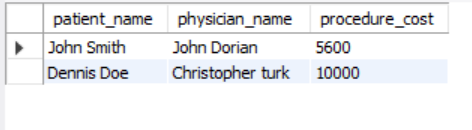 patient_name physician_name procedure_cost
John Smith John Dorian 5600
Dennis Doe Christopher turk 10000